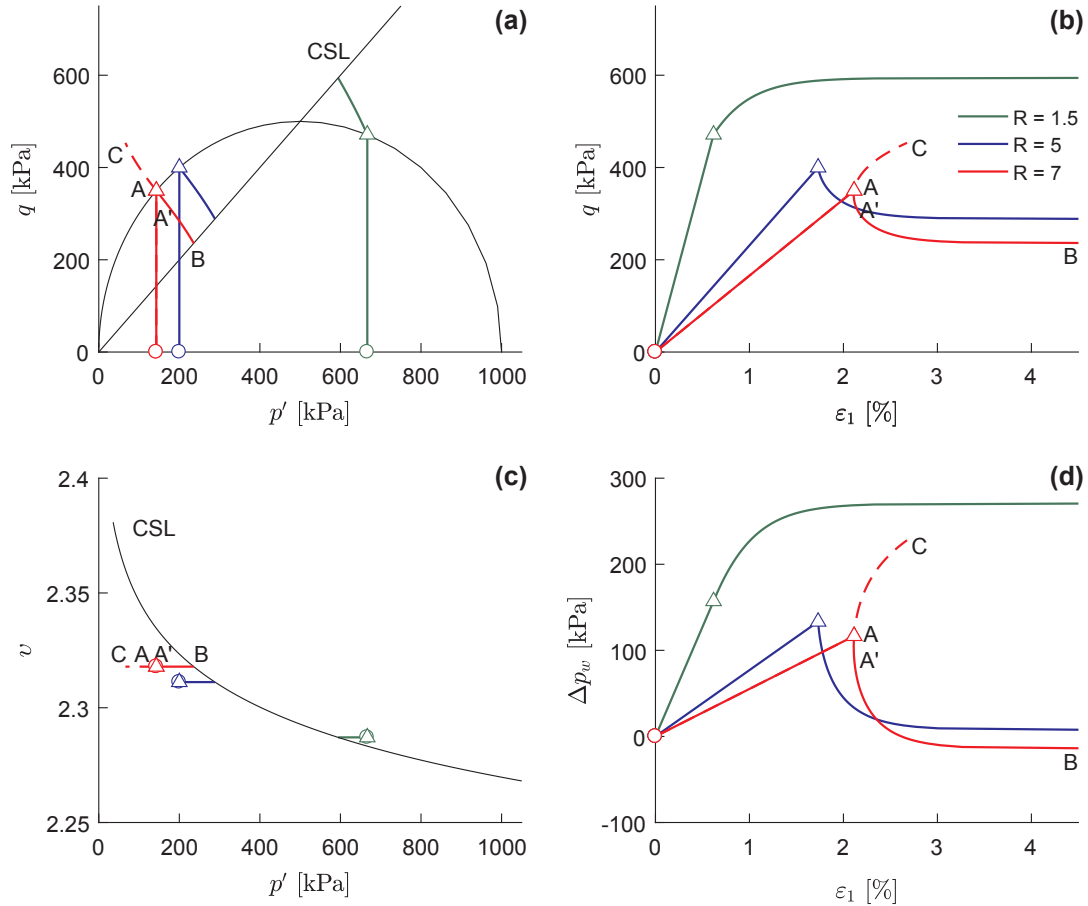 (a)
CSL
600
400
200
0
q [kPa]
C
A
A'
B
0 200 400 600 800 1000
p′ [kPa]
(b)
600
400
200
0
q [kPa]
R = 1.5
R = 5
R = 7
C
A
A'
B
0 1 2 3 4
ε₁ [%]
(c)
2.4
2.35
2.3
2.25
v
CSL
C A A' B
0 200 400 600 800 1000
p′ [kPa]
(d)
300
200
100
0
-100
Δp_w [kPa]
C
A
A'
B
0 1 2 3 4
ε₁ [%]